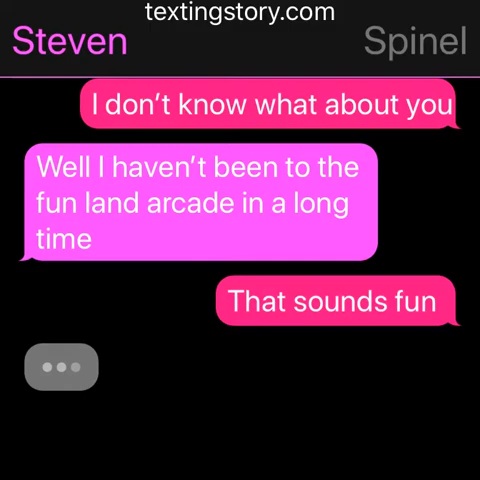 textingstory.com
Steven Spinel
I don't know what about you
Well I haven't been to the
fun land arcade in a long
time
That sounds fun